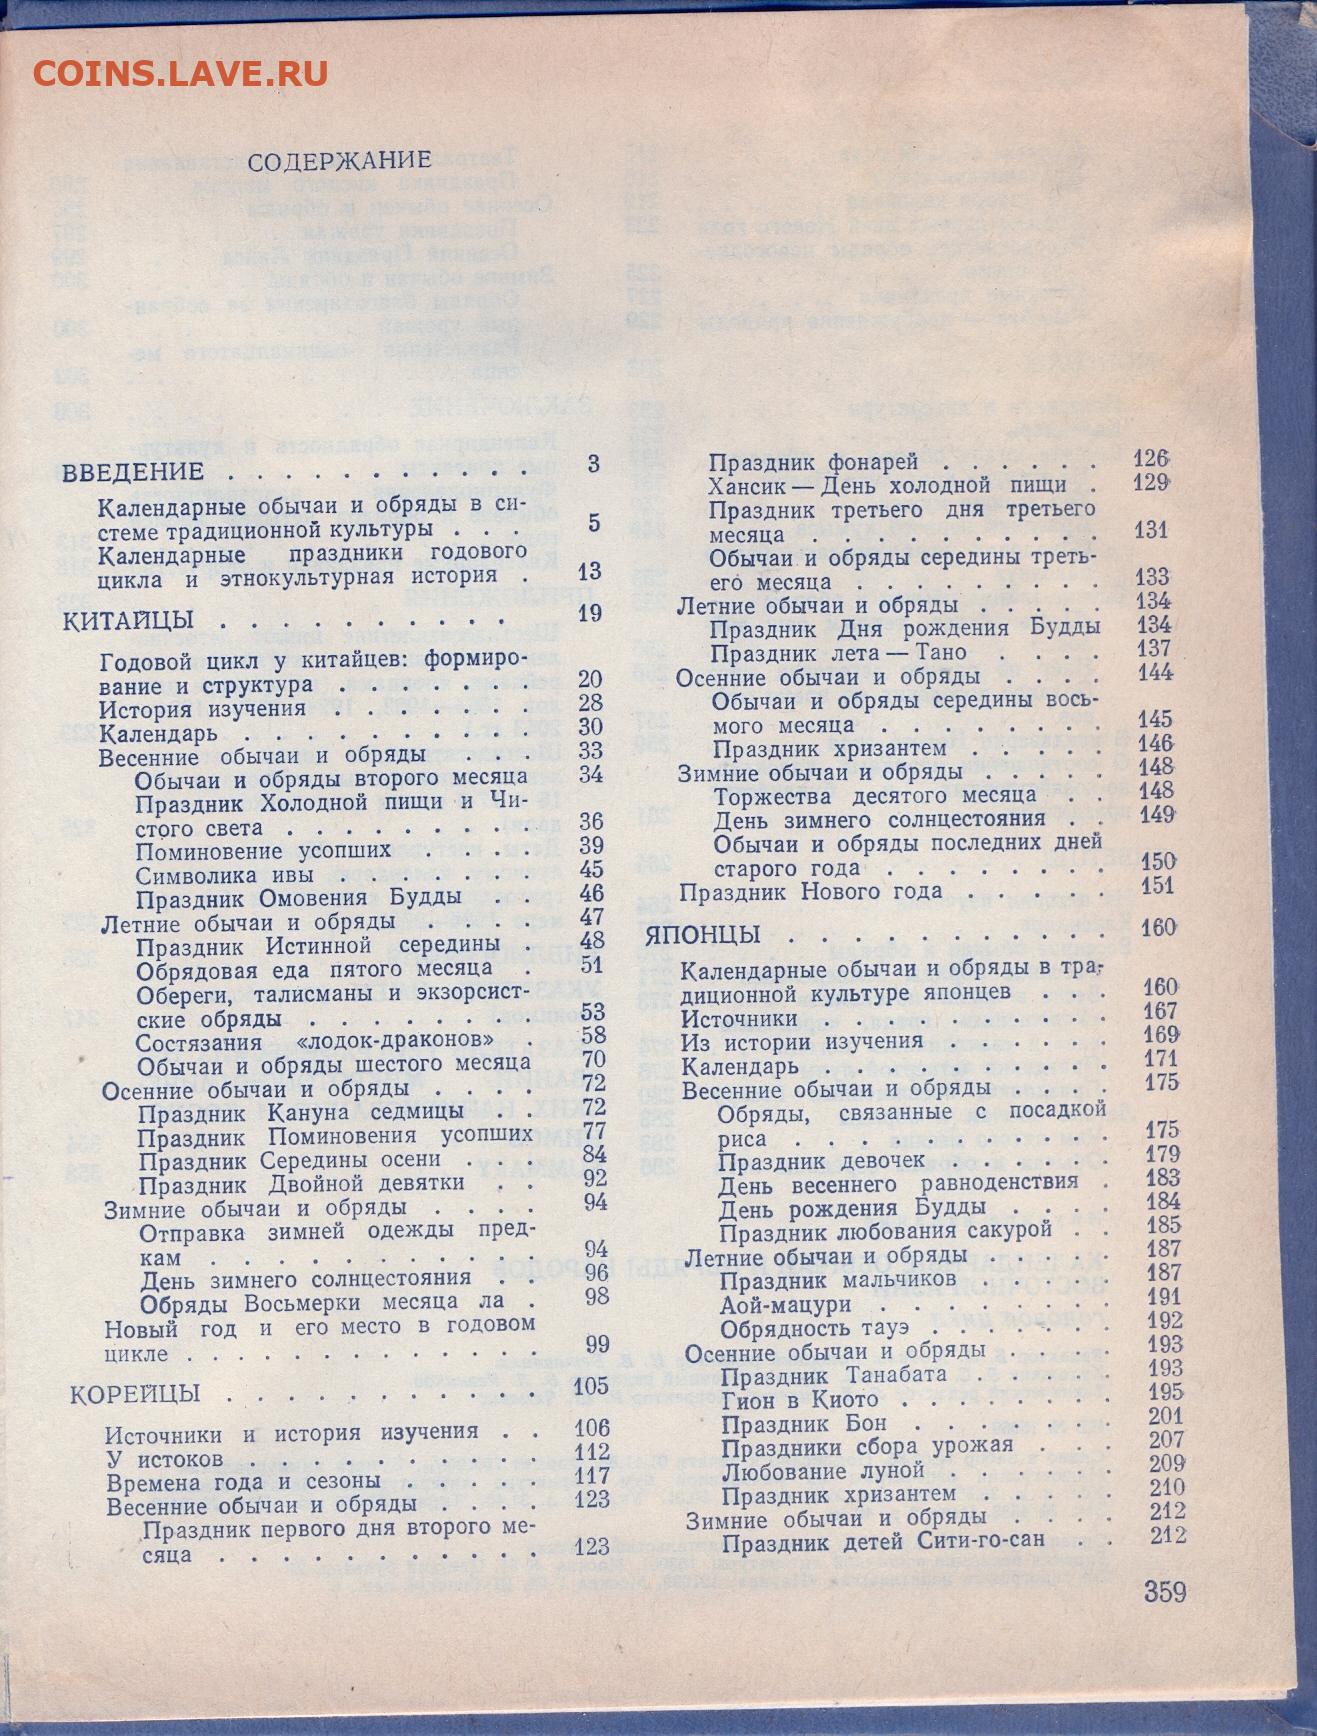 COINS.LAVE.RU
СОДЕРЖАНИЕ
ВВЕДЕНИЕ . . . . . . . . . . . 3
Календарные обычаи и обряды в си-
стеме традиционной культуры . . . . 5
Календарные праздники годового
цикла и этнокультурная история . 13
КИТАЙЦЫ . . . . . . . . . . 19
Годовой цикл у китайцев: формиро-
вание и структура . . . . . . . 20
История изучения . . . . . . . 28
Календарь . . . . . . . . . . 30
Весенние обычаи и обряды . . . . 33
Обычаи и обряды второго месяца 34
Праздник Холодной пищи и Чи-
стого света . . . . . . . . . 36
Поминовение усопших . . . . 39
Символика ивы . . . . . . . 45
Праздник Омовения Будды . . 46
Летние обычаи и обряды . . . . 47
Праздник Истинной середины . 48
Обрядовая еда пятого месяца . 51
Обереги, талисманы и экзорсист-
ские обряды . . . . . . . . 53
Состязания «лодок-драконов» . 58
Обычаи и обряды шестого месяца 70
Осенние обычаи и обряды . . . . 72
Праздник Кануна седмицы . . 72
Праздник Поминовения усопших 77
Праздник Середины осени . . . 84
Праздник Двойной девятки . . 92
Зимние обычаи и обряды . . . . 94
Отправка зимней одежды пред-
кам . . . . . . . . . . . . 94
День зимнего солнцестояния . . 96
Обряды Восьмерки месяца ла . 98
Новый год и его место в годовом
цикле . . . . . . . . . . . . . 99
КОРЕЙЦЫ . . . . . . . . . . 105
Источники и история изучения . . 106
У истоков . . . . . . . . . . 112
Времена года и сезоны . . . . . 117
Весенние обычаи и обряды . . . . 123
Праздник первого дня второго ме-
сяца . . . . . . . . . . . . 123
Праздник фонарей . . . . . . 126
Хансик — День холодной пищи . 129
Праздник третьего дня третьего
месяца . . . . . . . . . . . 131
Обычаи и обряды середины треть-
его месяца . . . . . . . . . 133
Летние обычаи и обряды . . . . . 134
Праздник Дня рождения Будды 134
Праздник лета — Тано . . . . 137
Осенние обычаи и обряды . . . . 144
Обычаи и обряды середины вось-
мого месяца . . . . . . . . . 145
Праздник хризантем . . . . . 146
Зимние обычаи и обряды . . . . . 148
Торжества десятого месяца . . 148
День зимнего солнцестояния . . 149
Обычаи и обряды последних дней
старого года . . . . . . . . 150
Праздник Нового года . . . . . . 151
ЯПОНЦЫ . . . . . . . . . . . 160
Календарные обычаи и обряды в тра-
диционной культуре японцев . . . 160
Источники . . . . . . . . . . . 167
Из истории изучения . . . . . . 169
Календарь . . . . . . . . . . . 171
Весенние обычаи и обряды . . . . 175
Обряды, связанные с посадкой
риса . . . . . . . . . . . . 175
Праздник девочек . . . . . . 179
День весеннего равноденствия . 183
День рождения Будды . . . . 184
Праздник любования сакурой . . 185
Летние обычаи и обряды . . . . . 187
Праздник мальчиков . . . . . 187
Аой-мацури . . . . . . . . . 191
Обрядность тауэ . . . . . . . 192
Осенние обычаи и обряды . . . . 193
Праздник Танабата . . . . . . 193
Гион в Киото . . . . . . . . 195
Праздник Бон . . . . . . . . 201
Праздники сбора урожая . . . 207
Любование луной . . . . . . 209
Праздник хризантем . . . . . 210
Зимние обычаи и обряды . . . . 212
Праздник детей Сити-го-сан . . 212
359